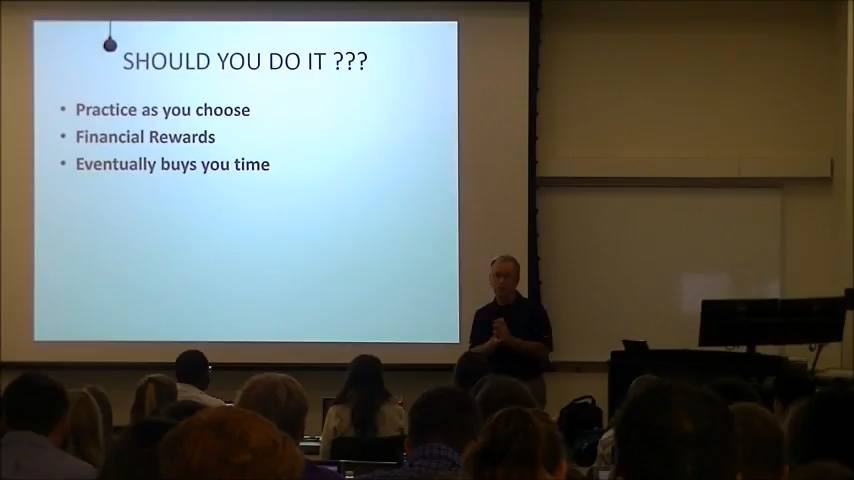 SHOULD YOU DO IT ???
• Practice as you choose
• Financial Rewards
• Eventually buys you time